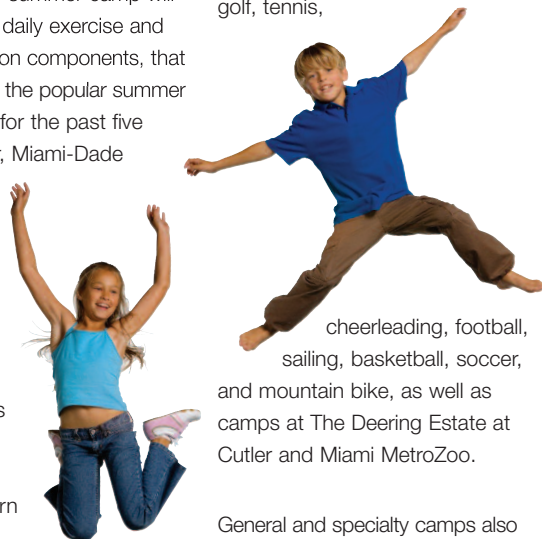 daily exercise and
on components, that
the popular summer
for the past five
, Miami-Dade
s
rn
golf, tennis,
cheerleading, football,
sailing, basketball, soccer,
and mountain bike, as well as
camps at The Deering Estate at
Cutler and Miami MetroZoo.
General and specialty camps also